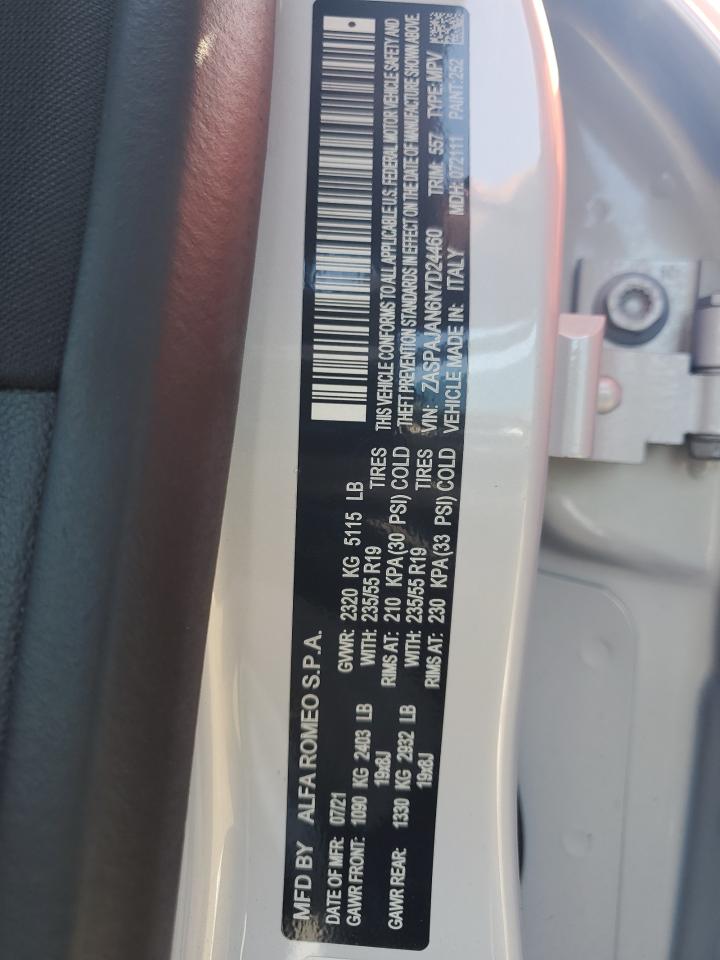 MFD BY ALFA ROMEO S.P.A.
DATE OF MFR: 07/21 GVWR: 2320 KG 5115 LB
GAWR FRONT: 1090 KG 2403 LB WITH: 235/55 R19 TIRES
19x8J RIMS AT: 210 KPA(30 PSI) COLD
GAWR REAR: 1330 KG 2932 LB WITH: 235/55 R19 TIRES
19x8J RIMS AT: 230 KPA(33 PSI) COLD
THIS VEHICLE CONFORMS TO ALL APPLICABLE U.S. FEDERAL MOTOR VEHICLE SAFETY AND
THEFT PREVENTION STANDARDS IN EFFECT ON THE DATE OF MANUFACTURE SHOWN ABOVE
VIN: ZASPAJAN6N7D24460 TRIM: 557 TYPE: MPV
VEHICLE MADE IN: ITALY MDH: 072111 PAINT: 252